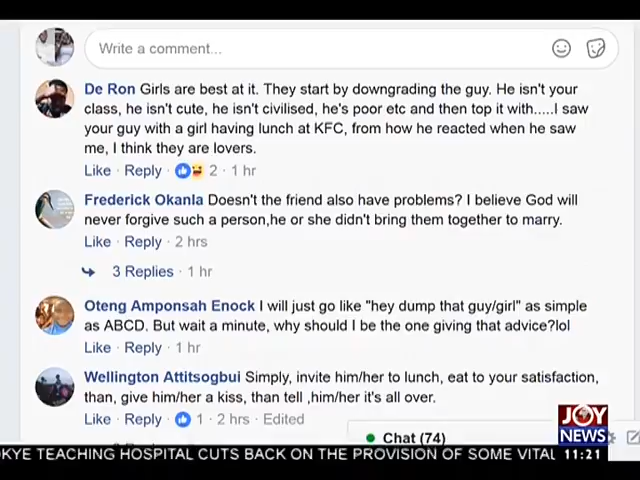 Write a comment...
De Ron Girls are best at it. They start by downgrading the guy. He isn't your
class, he isn't cute, he isn't civilised, he's poor etc and then top it with.....I saw
your guy with a girl having lunch at KFC, from how he reacted when he saw
me, I think they are lovers.
Like · Reply · 2 · 1 hr
Frederick Okanla Doesn't the friend also have problems? I believe God will
never forgive such a person,he or she didn't bring them together to marry.
Like · Reply · 2 hrs
3 Replies · 1 hr
Oteng Amponsah Enock I will just go like "hey dump that guy/girl" as simple
as ABCD. But wait a minute, why should I be the one giving that advice?lol
Like · Reply · 1 hr
Wellington Attitsogbui Simply, invite him/her to lunch, eat to your satisfaction,
than, give him/her a kiss, than tell ,him/her it's all over.
Like · Reply · 1 · 2 hrs · Edited
Chat (74)
JOY
NEWS
OKYE TEACHING HOSPITAL CUTS BACK ON THE PROVISION OF SOME VITAL 11:21